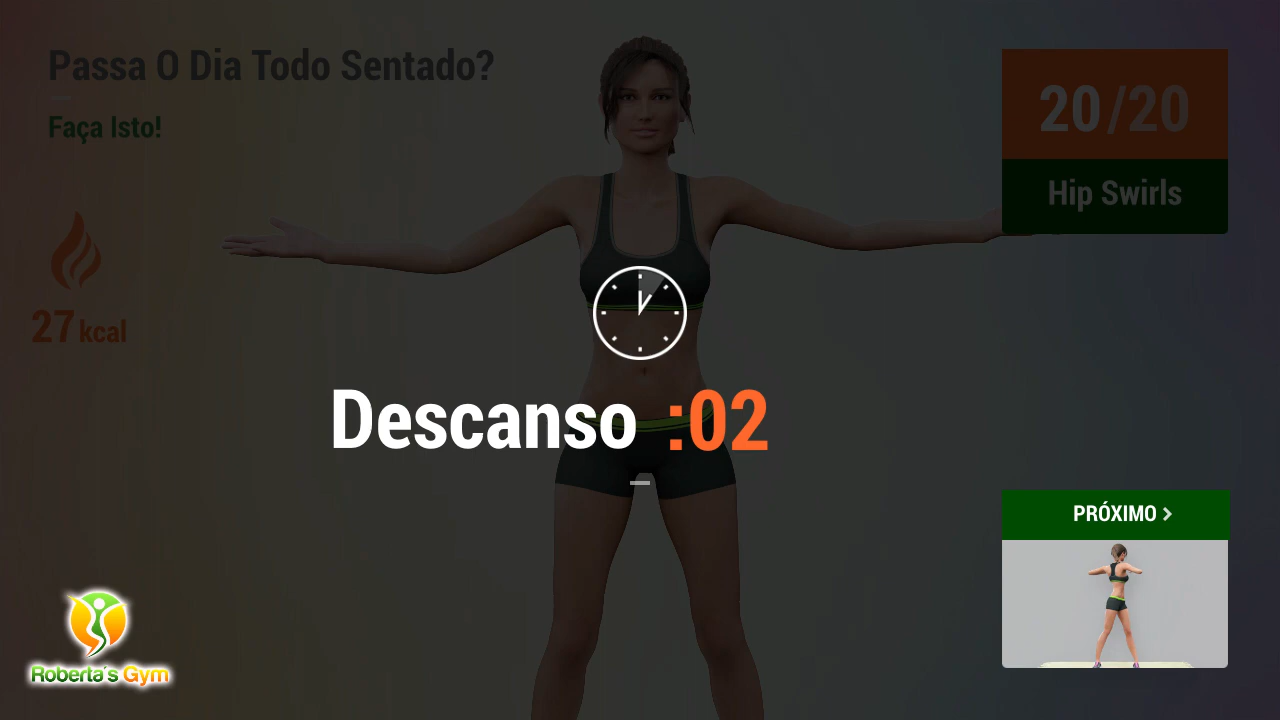 Passa O Dia Todo Sentado?
Faça Isto!
20/20
Hip Swirls
27 kcal
Descanso :02
PRÓXIMO >
Roberta's Gym